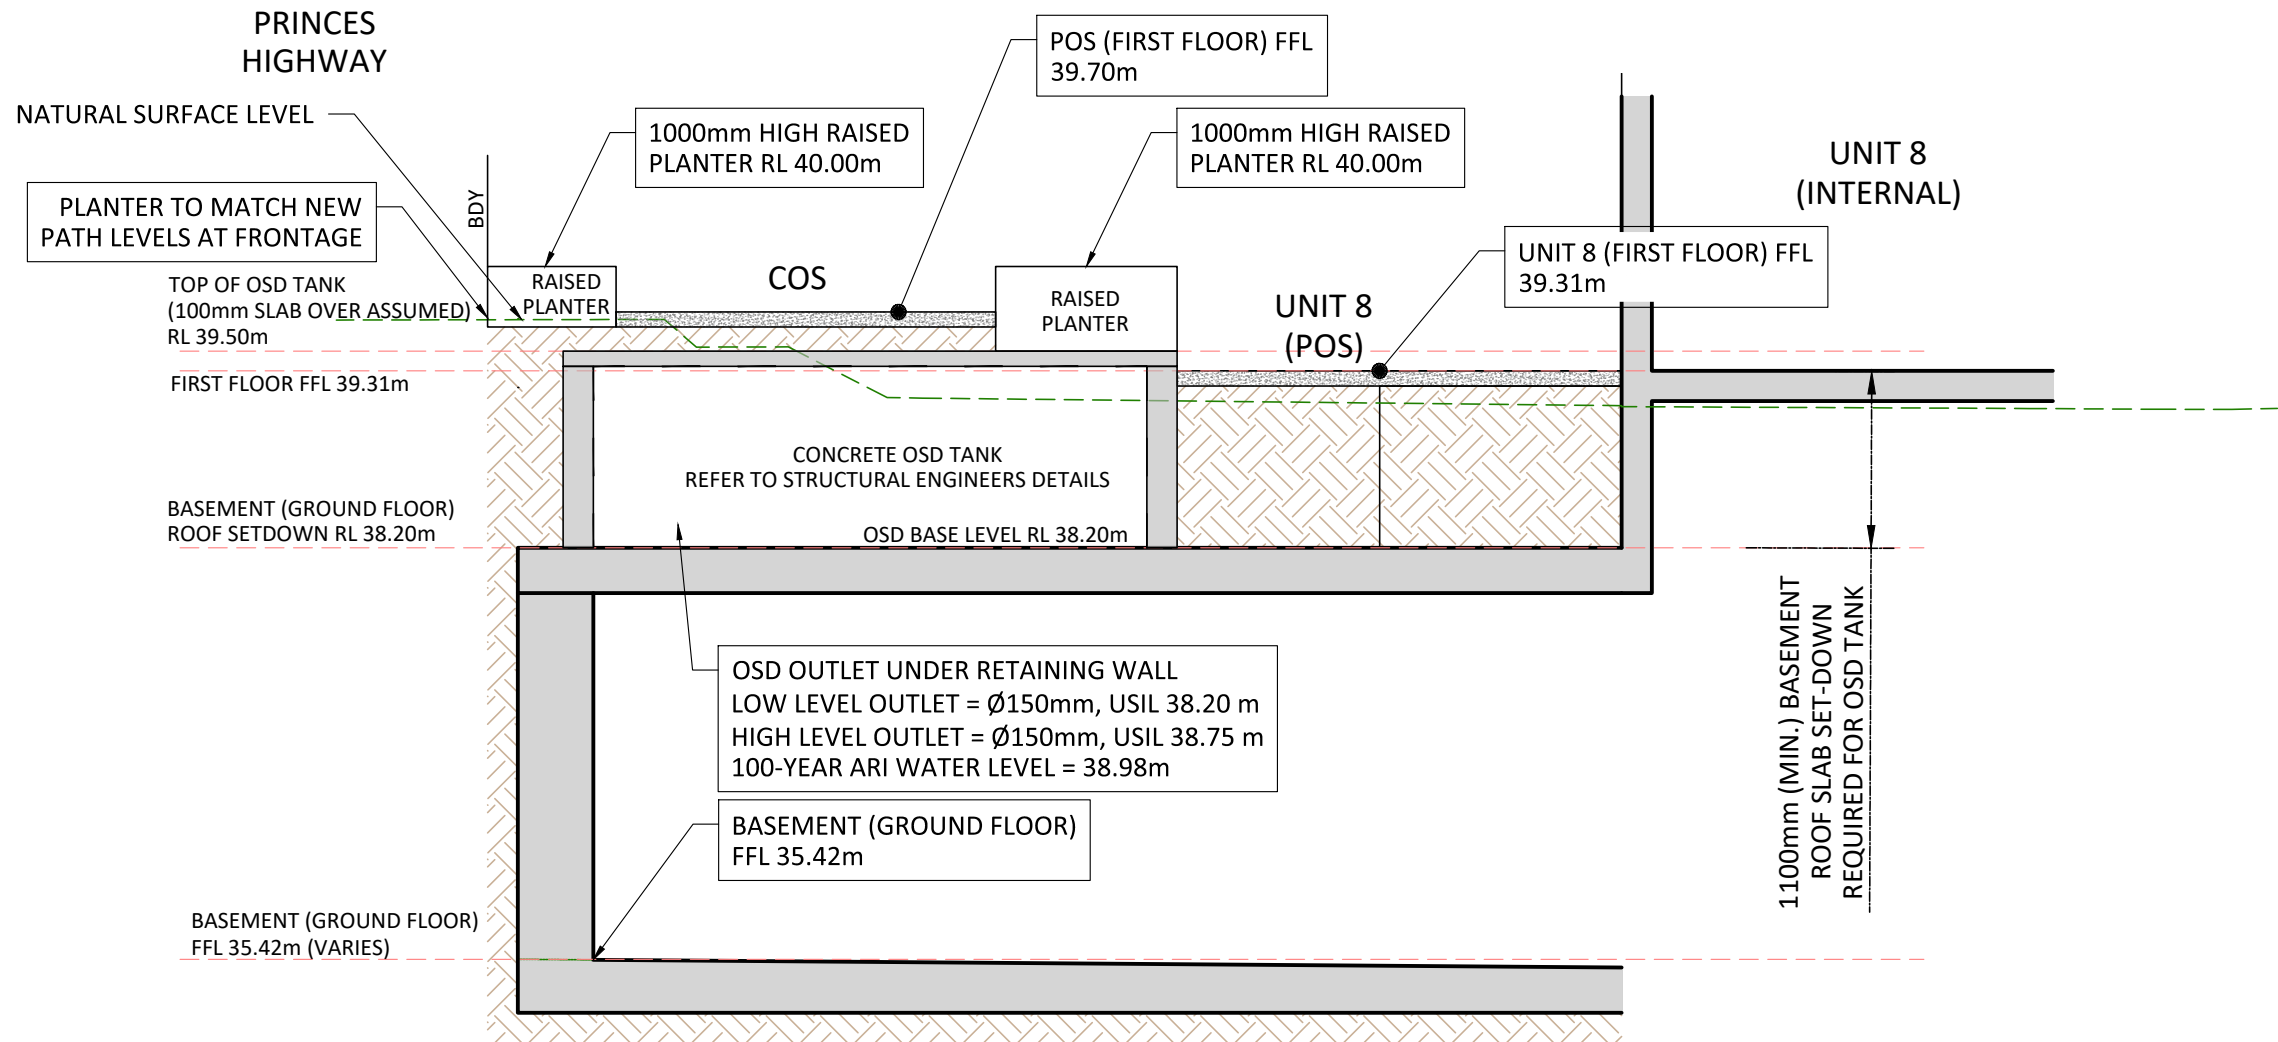 PRINCES
HIGHWAY
NATURAL SURFACE LEVEL
PLANTER TO MATCH NEW
PATH LEVELS AT FRONTAGE
BDY
1000mm HIGH RAISED
PLANTER RL 40.00m
POS (FIRST FLOOR) FFL
39.70m
1000mm HIGH RAISED
PLANTER RL 40.00m
UNIT 8
(INTERNAL)
UNIT 8 (FIRST FLOOR) FFL
39.31m
TOP OF OSD TANK
(100mm SLAB OVER ASSUMED)
RL 39.50m
RAISED
PLANTER
COS
RAISED
PLANTER
UNIT 8
(POS)
FIRST FLOOR FFL 39.31m
CONCRETE OSD TANK
REFER TO STRUCTURAL ENGINEERS DETAILS
BASEMENT (GROUND FLOOR)
ROOF SETDOWN RL 38.20m
OSD BASE LEVEL RL 38.20m
OSD OUTLET UNDER RETAINING WALL
LOW LEVEL OUTLET = Ø150mm, USIL 38.20 m
HIGH LEVEL OUTLET = Ø150mm, USIL 38.75 m
100-YEAR ARI WATER LEVEL = 38.98m
1100mm (MIN.) BASEMENT
ROOF SLAB SET-DOWN
REQUIRED FOR OSD TANK
BASEMENT (GROUND FLOOR)
FFL 35.42m
BASEMENT (GROUND FLOOR)
FFL 35.42m (VARIES)